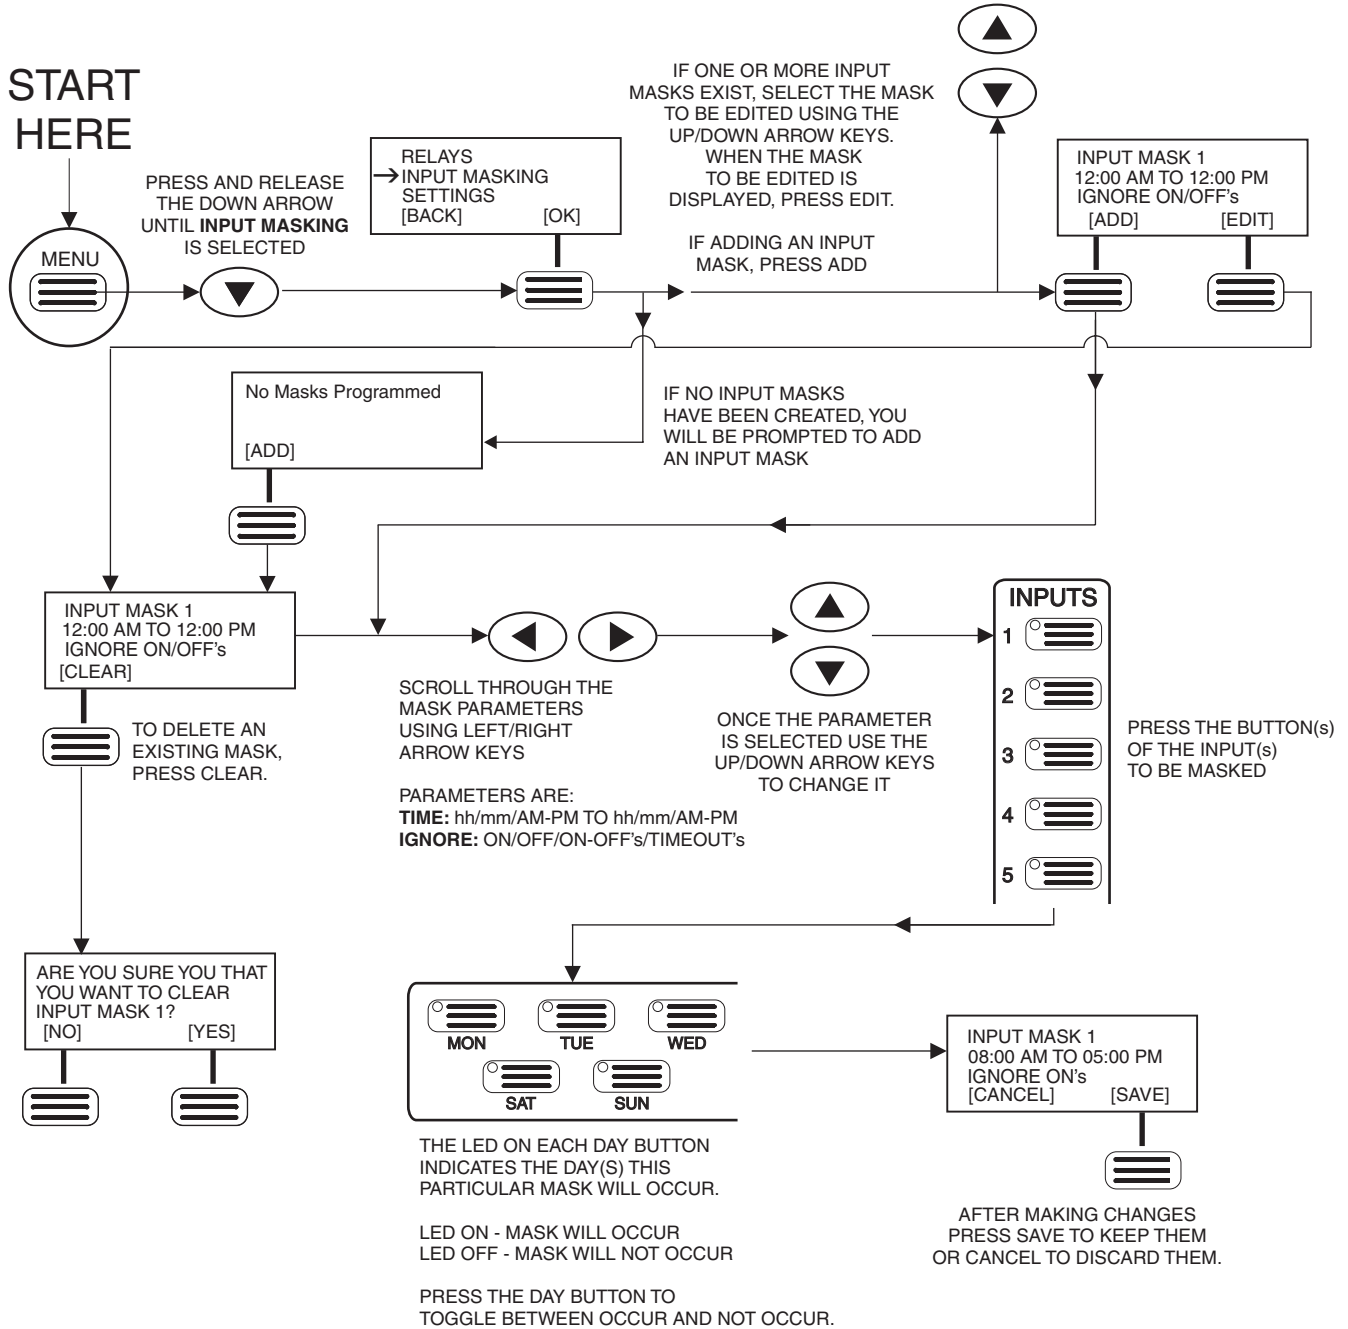 START
HERE
MENU
PRESS AND RELEASE
THE DOWN ARROW
UNTIL INPUT MASKING
IS SELECTED
RELAYS
INPUT MASKING
SETTINGS
[BACK] [OK]
IF ONE OR MORE INPUT
MASKS EXIST, SELECT THE MASK
TO BE EDITED USING THE
UP/DOWN ARROW KEYS.
WHEN THE MASK
TO BE EDITED IS
DISPLAYED, PRESS EDIT.
IF ADDING AN INPUT
MASK, PRESS ADD
INPUT MASK 1
12:00 AM TO 12:00 PM
IGNORE ON/OFF's
[ADD] [EDIT]
No Masks Programmed
[ADD]
IF NO INPUT MASKS
HAVE BEEN CREATED, YOU
WILL BE PROMPTED TO ADD
AN INPUT MASK
INPUT MASK 1
12:00 AM TO 12:00 PM
IGNORE ON/OFF's
[CLEAR]
TO DELETE AN
EXISTING MASK,
PRESS CLEAR.
SCROLL THROUGH THE
MASK PARAMETERS
USING LEFT/RIGHT
ARROW KEYS
PARAMETERS ARE:
TIME: hh/mm/AM-PM TO hh/mm/AM-PM
IGNORE: ON/OFF/ON-OFF's/TIMEOUT's
ONCE THE PARAMETER
IS SELECTED USE THE
UP/DOWN ARROW KEYS
TO CHANGE IT
INPUTS
1
2
3
4
5
PRESS THE BUTTON(s)
OF THE INPUT(s)
TO BE MASKED
ARE YOU SURE YOU THAT
YOU WANT TO CLEAR
INPUT MASK 1?
[NO] [YES]
MON TUE WED
SAT SUN
THE LED ON EACH DAY BUTTON
INDICATES THE DAY(S) THIS
PARTICULAR MASK WILL OCCUR.
LED ON - MASK WILL OCCUR
LED OFF - MASK WILL NOT OCCUR
PRESS THE DAY BUTTON TO
TOGGLE BETWEEN OCCUR AND NOT OCCUR.
INPUT MASK 1
08:00 AM TO 05:00 PM
IGNORE ON's
[CANCEL] [SAVE]
AFTER MAKING CHANGES
PRESS SAVE TO KEEP THEM
OR CANCEL TO DISCARD THEM.